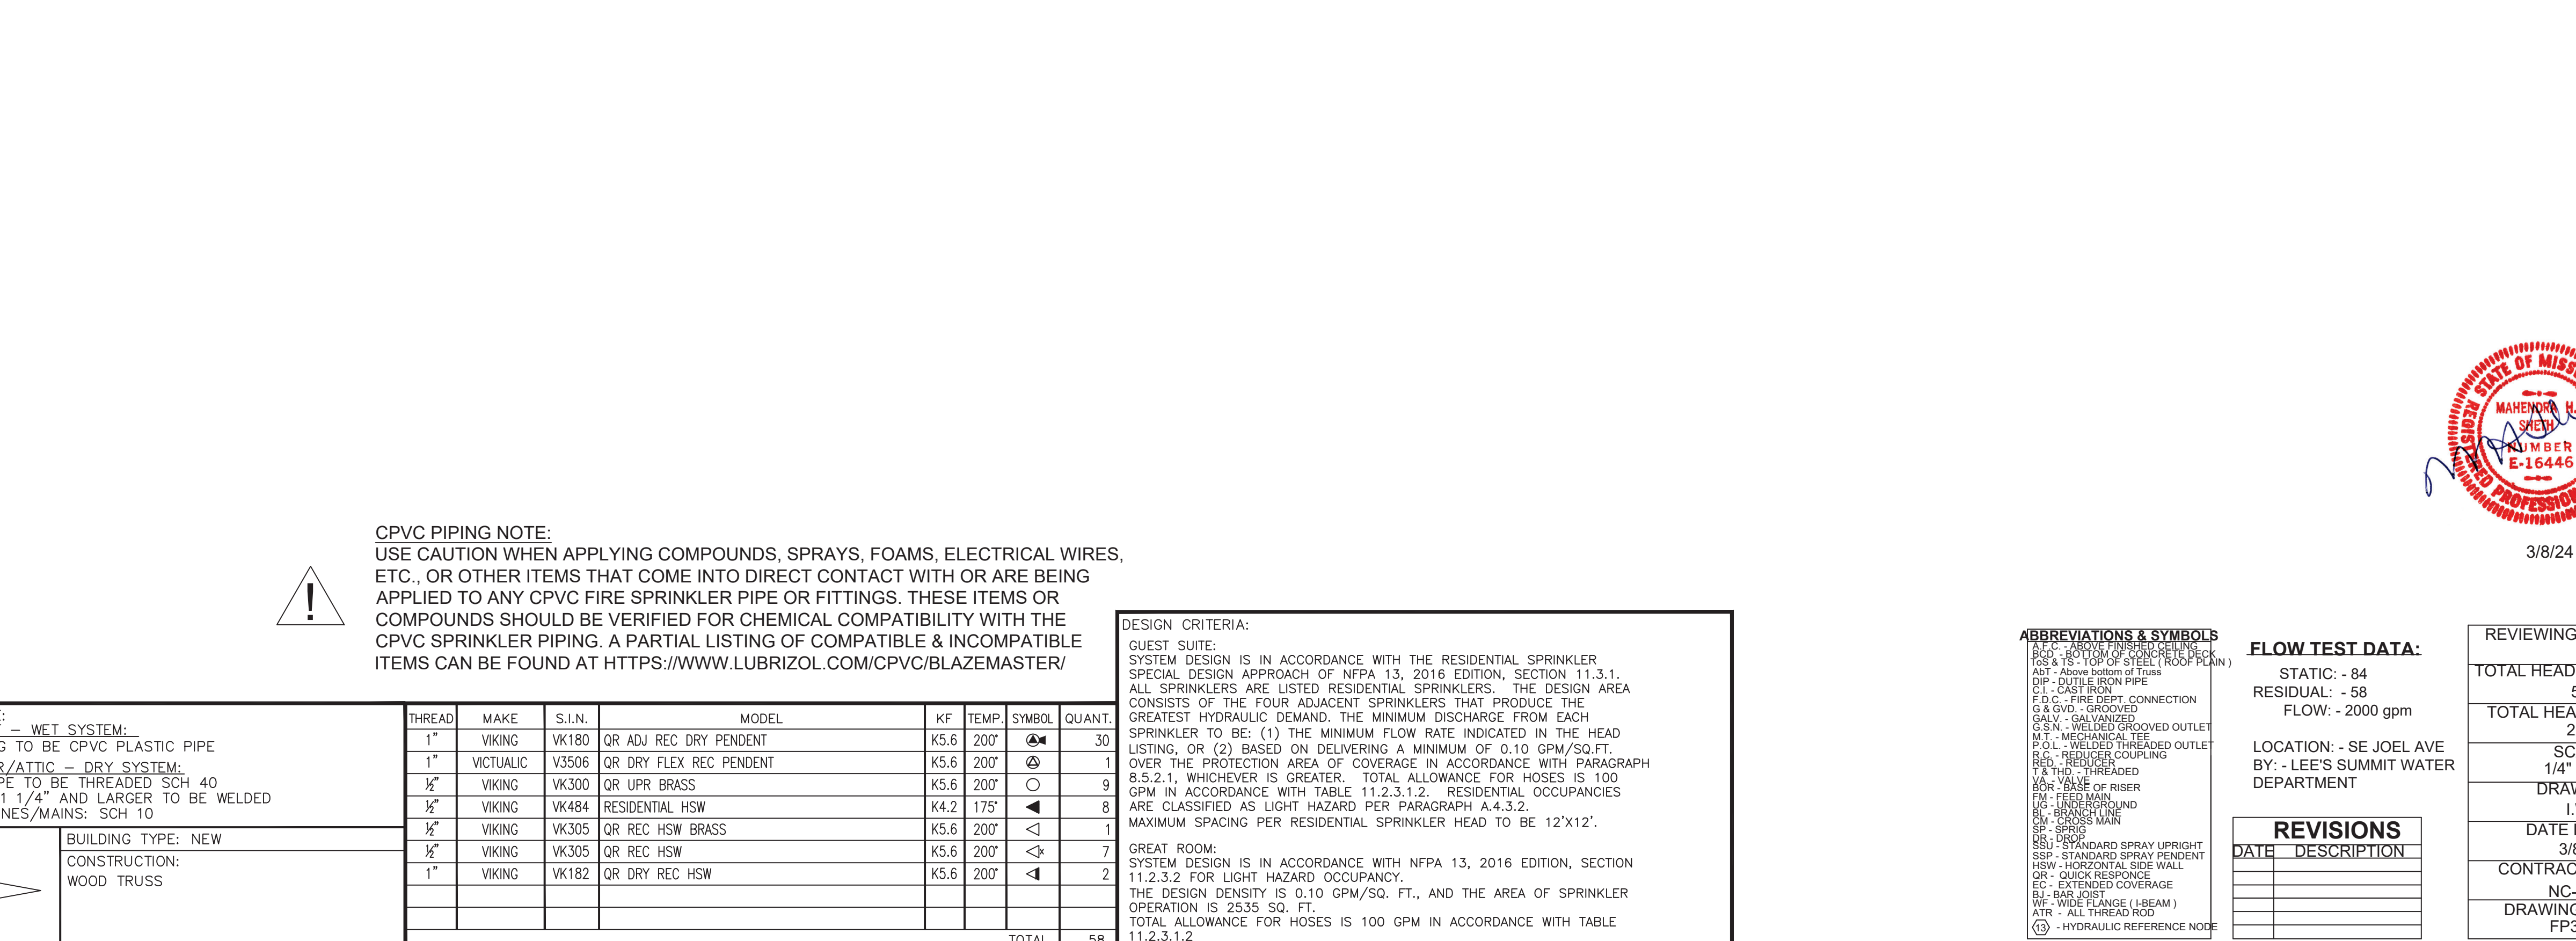 CPVC PIPING NOTE:
USE CAUTION WHEN APPLYING COMPOUNDS, SPRAYS, FOAMS, ELECTRICAL WIRES,
ETC., OR OTHER ITEMS THAT COME INTO DIRECT CONTACT WITH OR ARE BEING
APPLIED TO ANY CPVC FIRE SPRINKLER PIPE OR FITTINGS. THESE ITEMS OR
COMPOUNDS SHOULD BE VERIFIED FOR CHEMICAL COMPATIBILITY WITH THE
CPVC SPRINKLER PIPING. A PARTIAL LISTING OF COMPATIBLE & INCOMPATIBLE
ITEMS CAN BE FOUND AT HTTPS://WWW.LUBRIZOL.COM/CPVC/BLAZEMASTER/
– WET SYSTEM:
TO BE CPVC PLASTIC PIPE
/ATTIC – DRY SYSTEM:
TO BE THREADED SCH 40
1 1/4" AND LARGER TO BE WELDED
/MAINS: SCH 10
BUILDING TYPE: NEW
CONSTRUCTION:
WOOD TRUSS
THREAD MAKE S.I.N. MODEL KF TEMP. SYMBOL QUANT.
1" VIKING VK180 QR ADJ REC DRY PENDENT K5.6 200° 30
1" VICTUALIC V3506 QR DRY FLEX REC PENDENT K5.6 200° 1
½" VIKING VK300 QR UPR BRASS K5.6 200° 9
½" VIKING VK484 RESIDENTIAL HSW K4.2 175° 8
½" VIKING VK305 QR REC HSW BRASS K5.6 200° 1
½" VIKING VK305 QR REC HSW K5.6 200° 7
1" VIKING VK182 QR DRY REC HSW K5.6 200° 2
TOTAL 58
DESIGN CRITERIA:
GUEST SUITE:
SYSTEM DESIGN IS IN ACCORDANCE WITH THE RESIDENTIAL SPRINKLER
SPECIAL DESIGN APPROACH OF NFPA 13, 2016 EDITION, SECTION 11.3.1.
ALL SPRINKLERS ARE LISTED RESIDENTIAL SPRINKLERS. THE DESIGN AREA
CONSISTS OF THE FOUR ADJACENT SPRINKLERS THAT PRODUCE THE
GREATEST HYDRAULIC DEMAND. THE MINIMUM DISCHARGE FROM EACH
SPRINKLER TO BE: (1) THE MINIMUM FLOW RATE INDICATED IN THE HEAD
LISTING, OR (2) BASED ON DELIVERING A MINIMUM OF 0.10 GPM/SQ.FT.
OVER THE PROTECTION AREA OF COVERAGE IN ACCORDANCE WITH PARAGRAPH
8.5.2.1, WHICHEVER IS GREATER. TOTAL ALLOWANCE FOR HOSES IS 100
GPM IN ACCORDANCE WITH TABLE 11.2.3.1.2. RESIDENTIAL OCCUPANCIES
ARE CLASSIFIED AS LIGHT HAZARD PER PARAGRAPH A.4.3.2.
MAXIMUM SPACING PER RESIDENTIAL SPRINKLER HEAD TO BE 12'X12'.
GREAT ROOM:
SYSTEM DESIGN IS IN ACCORDANCE WITH NFPA 13, 2016 EDITION, SECTION
11.2.3.2 FOR LIGHT HAZARD OCCUPANCY.
THE DESIGN DENSITY IS 0.10 GPM/SQ. FT., AND THE AREA OF SPRINKLER
OPERATION IS 2535 SQ. FT.
TOTAL ALLOWANCE FOR HOSES IS 100 GPM IN ACCORDANCE WITH TABLE
11.2.3.1.2
ABBREVIATIONS & SYMBOLS
A.F.C. - ABOVE FINISHED CEILING
BCD - BOTTOM OF CONCRETE DECK
ToS & TS - TOP OF STEEL ( ROOF PLAIN )
AbT - Above bottom of Truss
DIP - DUTILE IRON PIPE
C.I. - CAST IRON
F.D.C. - FIRE DEPT. CONNECTION
G & GVD. - GROOVED
GALV. - GALVANIZED
G.S.N. - WELDED GROOVED OUTLET
M.T. - MECHANICAL TEE
P.O.L. - WELDED THREADED OUTLET
R.C. - REDUCER COUPLING
RED. - REDUCER
T & THD. - THREADED
VA. - VALVE
BOR - BASE OF RISER
FM - FEED MAIN
UG - UNDERGROUND
BL - BRANCH LINE
CM - CROSS MAIN
SP - SPRIG
DR - DROP
SSU - STANDARD SPRAY UPRIGHT
SSP - STANDARD SPRAY PENDENT
HSW - HORZONTAL SIDE WALL
QR - QUICK RESPONCE
EC - EXTENDED COVERAGE
BJ - BAR JOIST
WF - WIDE FLANGE ( I-BEAM )
ATR - ALL THREAD ROD
13 - HYDRAULIC REFERENCE NODE
FLOW TEST DATA:
STATIC: - 84
RESIDUAL: - 58
FLOW: - 2000 gpm
LOCATION: - SE JOEL AVE
BY: - LEE'S SUMMIT WATER
DEPARTMENT
REVISIONS
DATE DESCRIPTION
STATE OF MISS
MAHENDRA H.
SHETH
NUMBER
E-16446
REGISTERED PROFESSION
3/8/24
REVIEWING
TOTAL HEAD
5
TOTAL HEA
2
SC
1/4"
DRAW
I.
DATE
3/8
CONTRAC
NC-
DRAWING
FP3